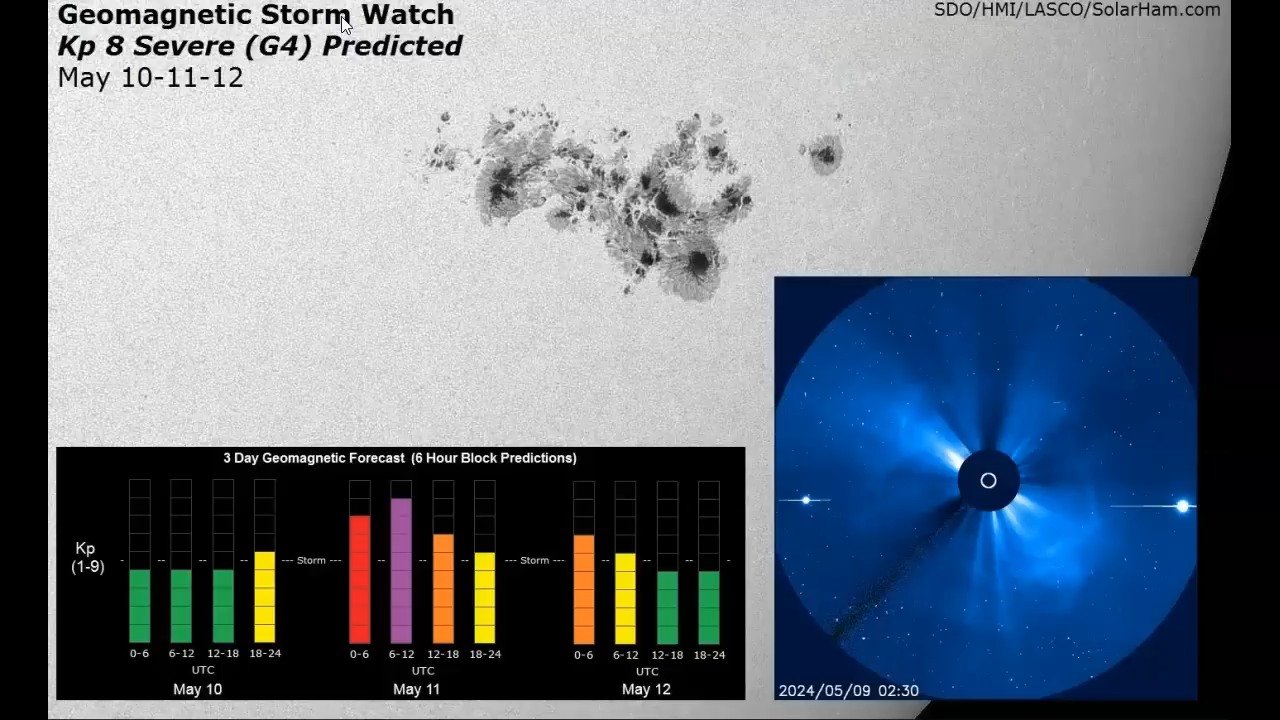 Geomagnetic Storm Watch
SDO/HMI/LASCO/SolarHam.com
Kp 8 Severe (G4) Predicted
May 10-11-12
3 Day Geomagnetic Forecast (6 Hour Block Predictions)
Kp
(1-9)
--- Storm ---
--- Storm ---
0-6 6-12 12-18 18-24
UTC
May 10
0-6 6-12 12-18 18-24
UTC
May 11
0-6 6-12 12-18 18-24
UTC
May 12
2024/05/09 02:30